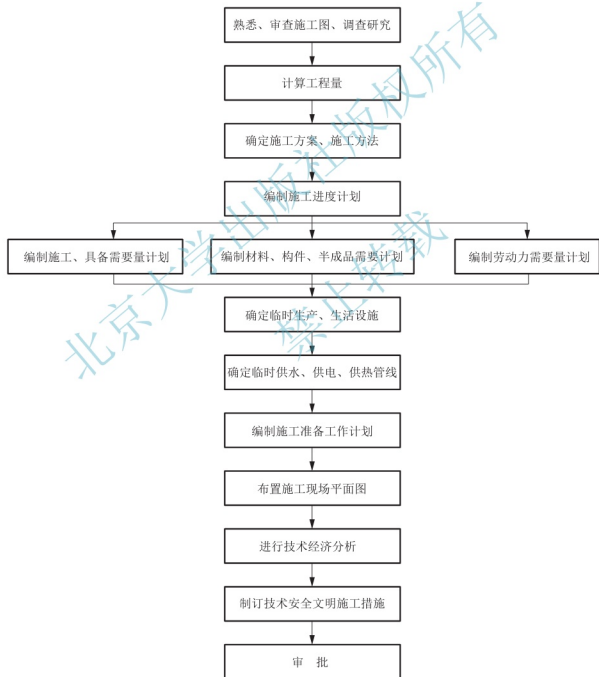 熟悉、审查施工图、调查研究
计算工程量
确定施工方案、施工方法
编制施工进度计划
编制施工、具备需要量计划
编制材料、构件、半成品需要计划
编制劳动力需要量计划
确定临时生产、生活设施
确定临时供水、供电、供热管线
编制施工准备工作计划
布置施工现场平面图
进行技术经济分析
制订技术安全文明施工措施
审 批
北京大学出版社版权所有
禁止转载